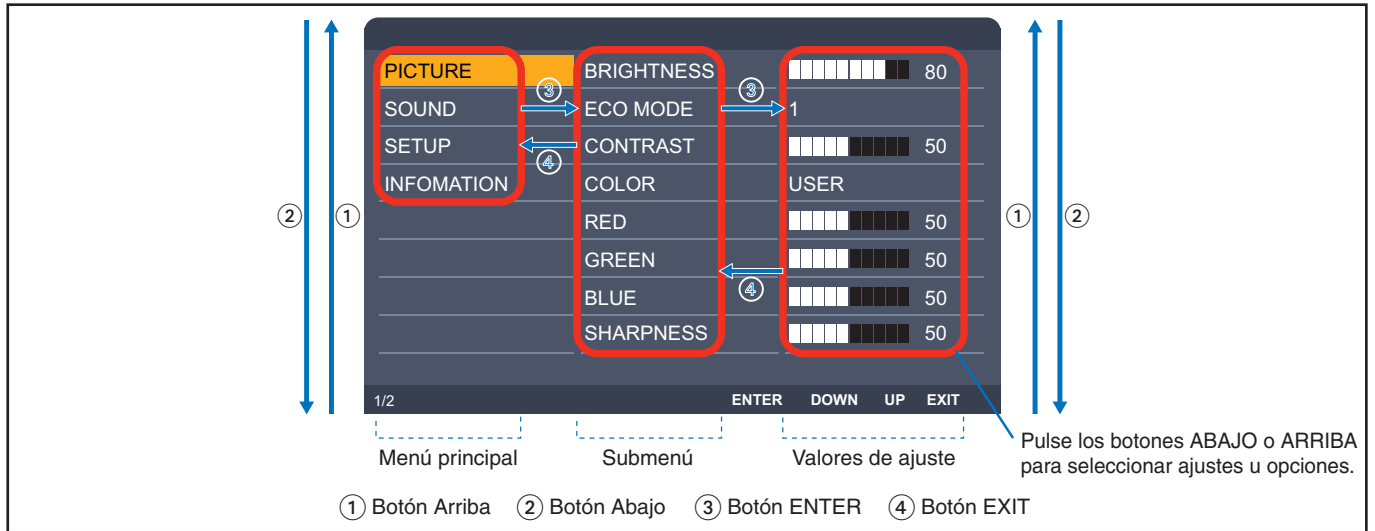 PICTURE BRIGHTNESS 80
SOUND ③ ECO MODE ③ 1
SETUP ④ CONTRAST 50
INFOMATION COLOR USER
② ① RED 50 ① ②
GREEN 50
BLUE ④ 50
SHARPNESS 50
1/2 ENTER DOWN UP EXIT
Menú principal Submenú Valores de ajuste
Pulse los botones ABAJO o ARRIBA
para seleccionar ajustes u opciones.
① Botón Arriba ② Botón Abajo ③ Botón ENTER ④ Botón EXIT